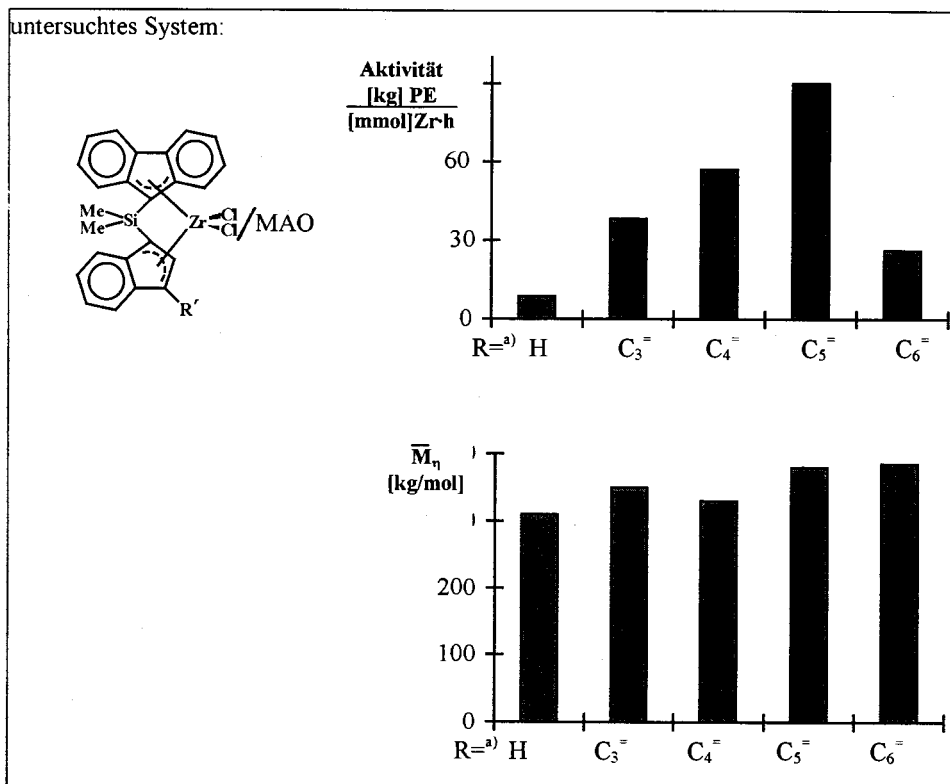 untersuchtes System:
Aktivität
[kg] PE
[mmol]Zr·h
60
30
0
R=a) H C3= C4= C5= C6=
Me
Me
Si
Zr
Cl
Cl
/MAO
R'
M̅η
[kg/mol]
200
100
0
R=a) H C3= C4= C5= C6=